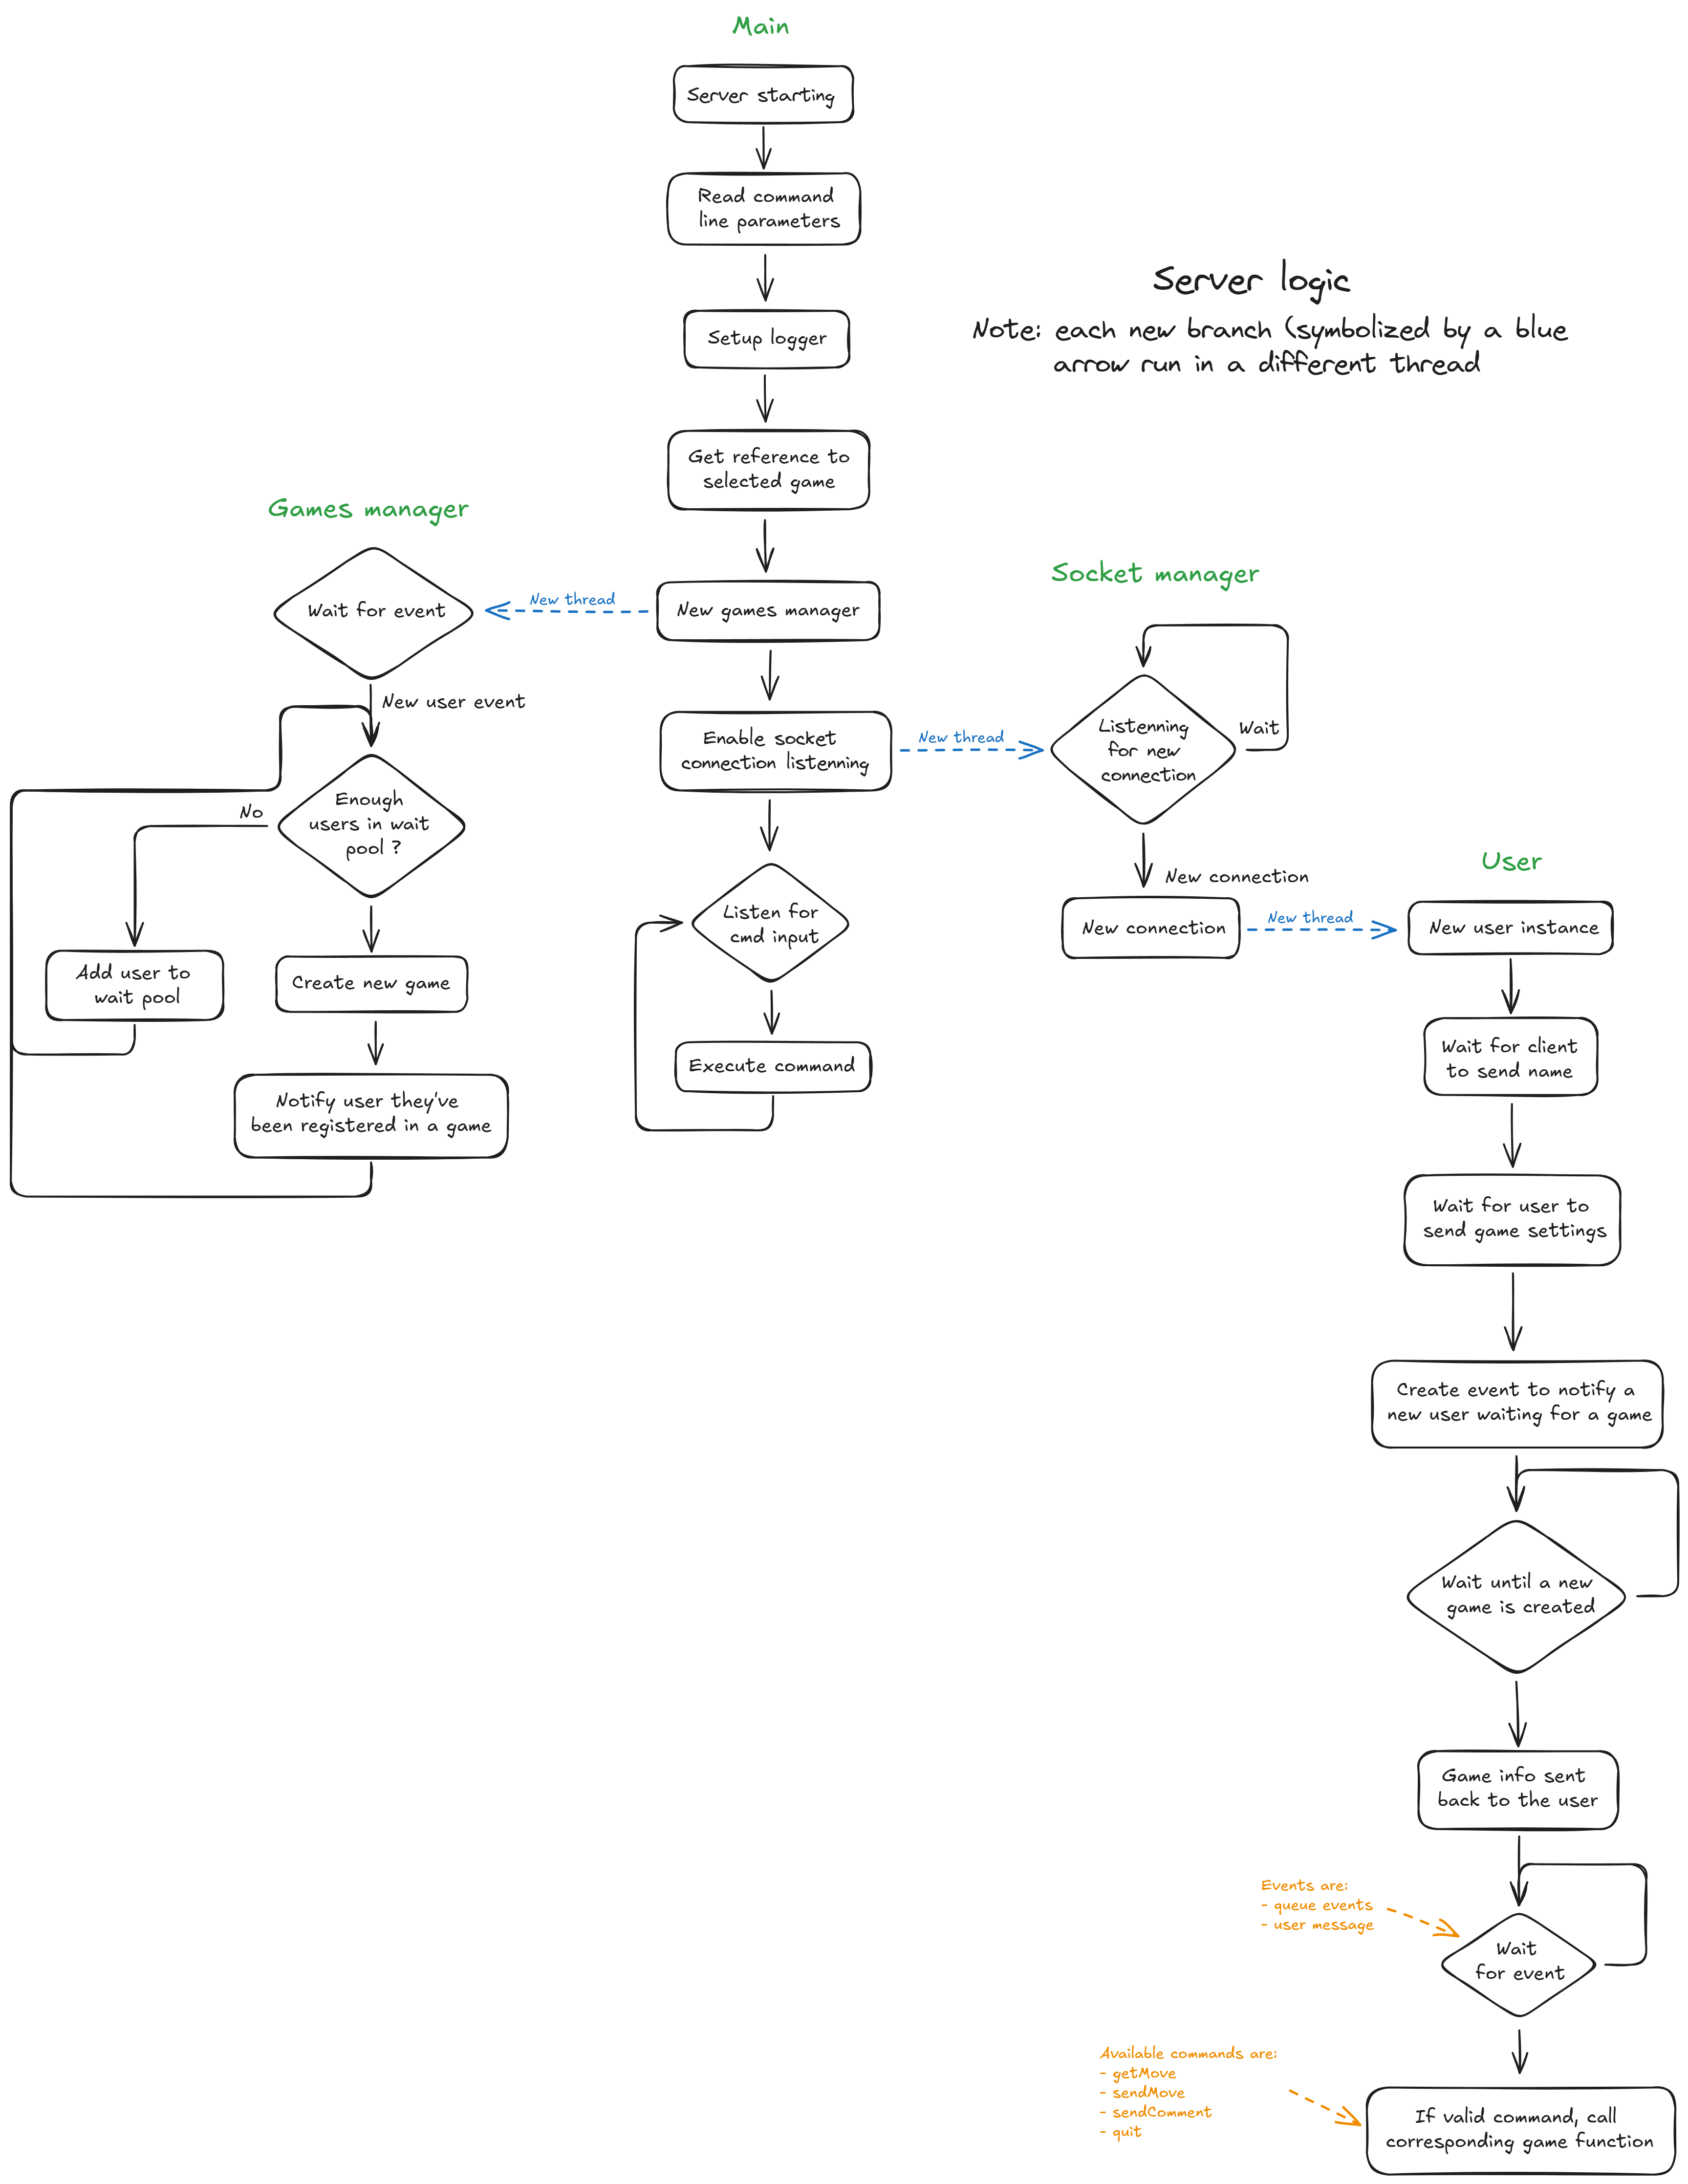 Main
Server starting
Read command
line parameters
Server logic
Note: each new branch (symbolized by a blue
arrow run in a different thread
Setup logger
Get reference to
selected game
Games manager
Wait for event
New thread
New games manager
New user event
Enough
users in wait
pool ?
No
Add user to
wait pool
Create new game
Notify user they've
been registered in a game
Enable socket
connection listenning
New thread
Listen for
cmd input
Execute command
Socket manager
Listenning
for new
connection
Wait
New connection
New connection
New thread
User
New user instance
Wait for client
to send name
Wait for user to
send game settings
Create event to notify a
new user waiting for a game
Wait until a new
game is created
Game info sent
back to the user
Events are:
- queue events
- user message
Wait
for event
Available commands are:
- getMove
- sendMove
- sendComment
- quit
If valid command, call
corresponding game function